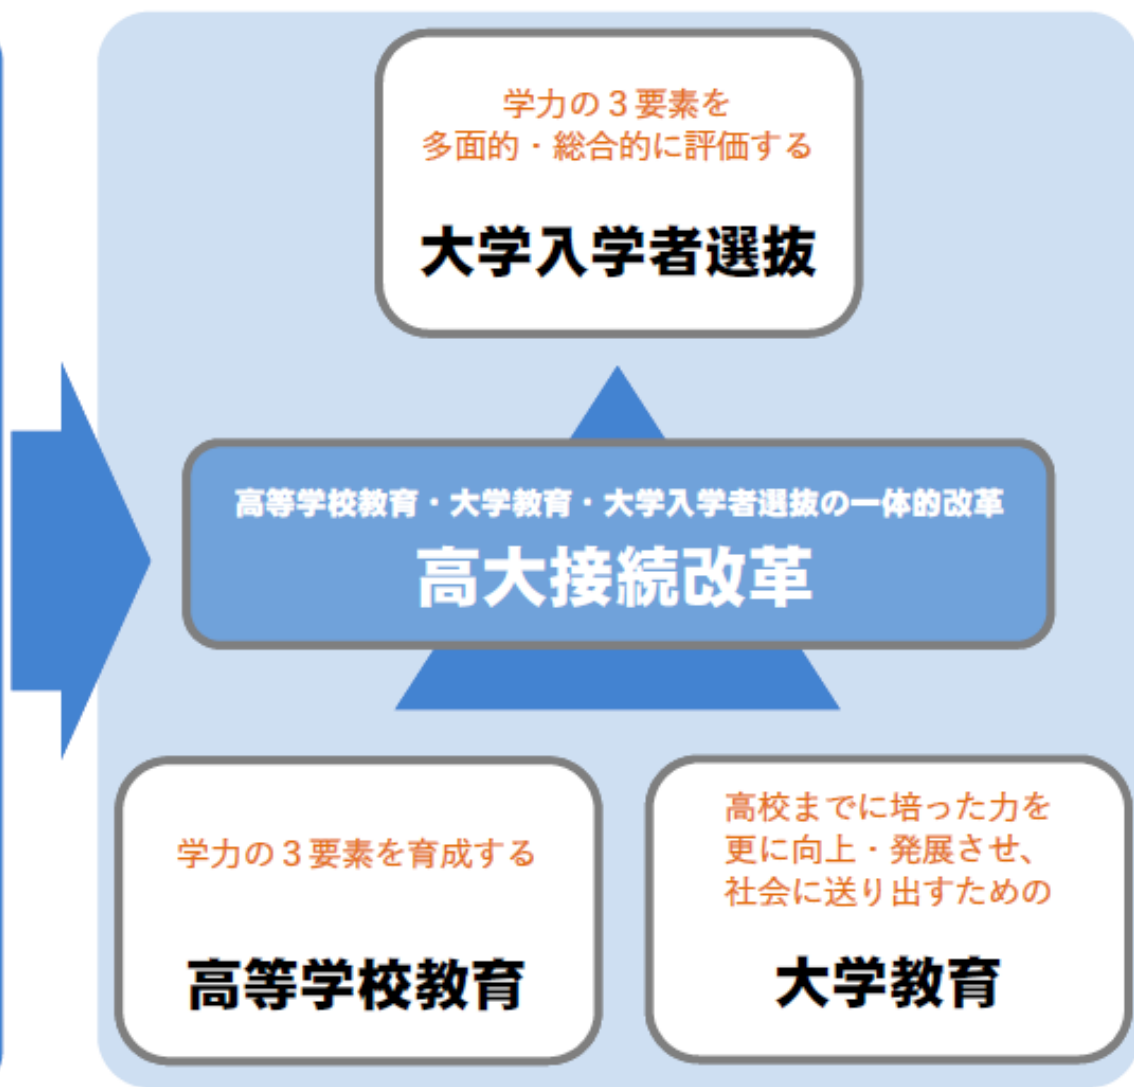 学力の3要素を
多面的・総合的に評価する
大学入学者選抜
高等学校教育・大学教育・大学入学者選抜の一体的改革
高大接続改革
学力の3要素を育成する
高等学校教育
高校までに培った力を
更に向上・発展させ、
社会に送り出すための
大学教育